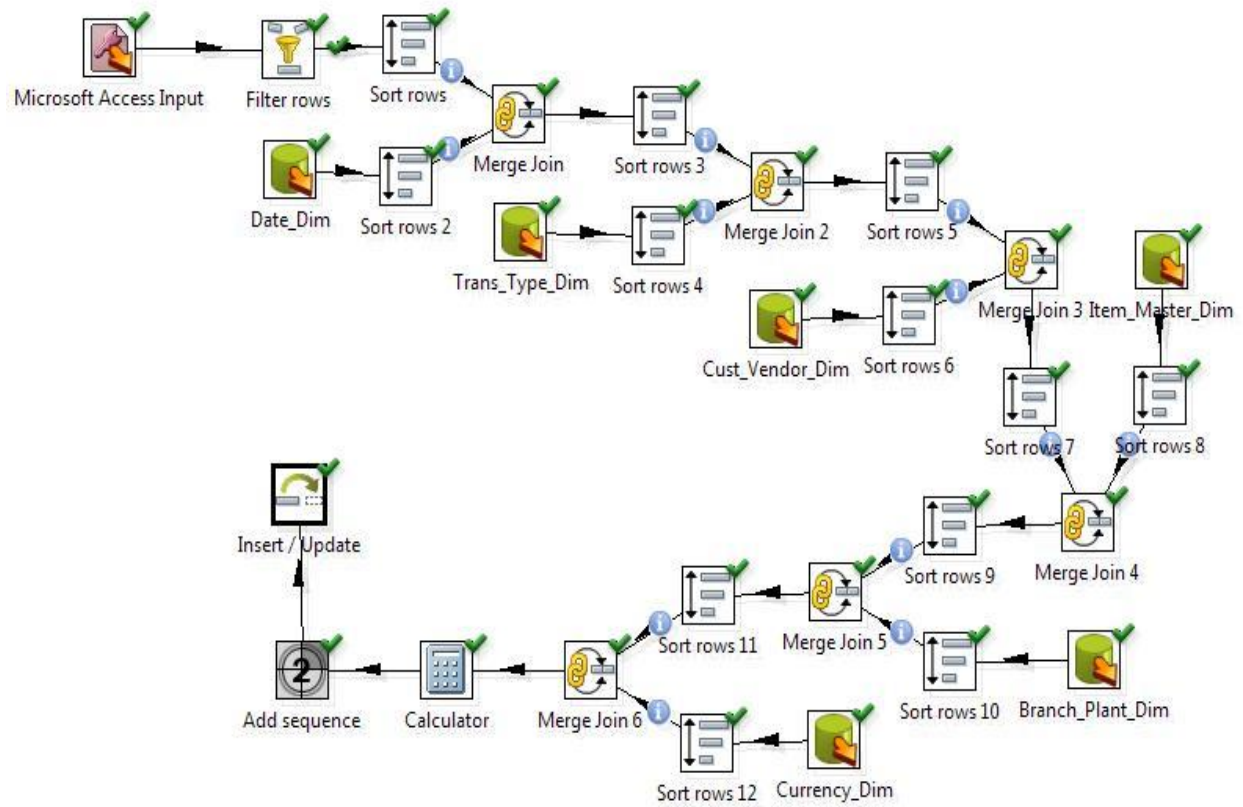 Microsoft Access Input
Filter rows
Sort rows
Date_Dim
Sort rows 2
Merge Join
Sort rows 3
Trans_Type_Dim
Sort rows 4
Merge Join 2
Sort rows 5
Cust_Vendor_Dim
Sort rows 6
Merge Join 3
Item_Master_Dim
Sort rows 7
Sort rows 8
Insert / Update
Sort rows 9
Merge Join 4
Sort rows 11
Merge Join 5
Sort rows 10
Branch_Plant_Dim
2
Add sequence
Calculator
Merge Join 6
Sort rows 12
Currency_Dim